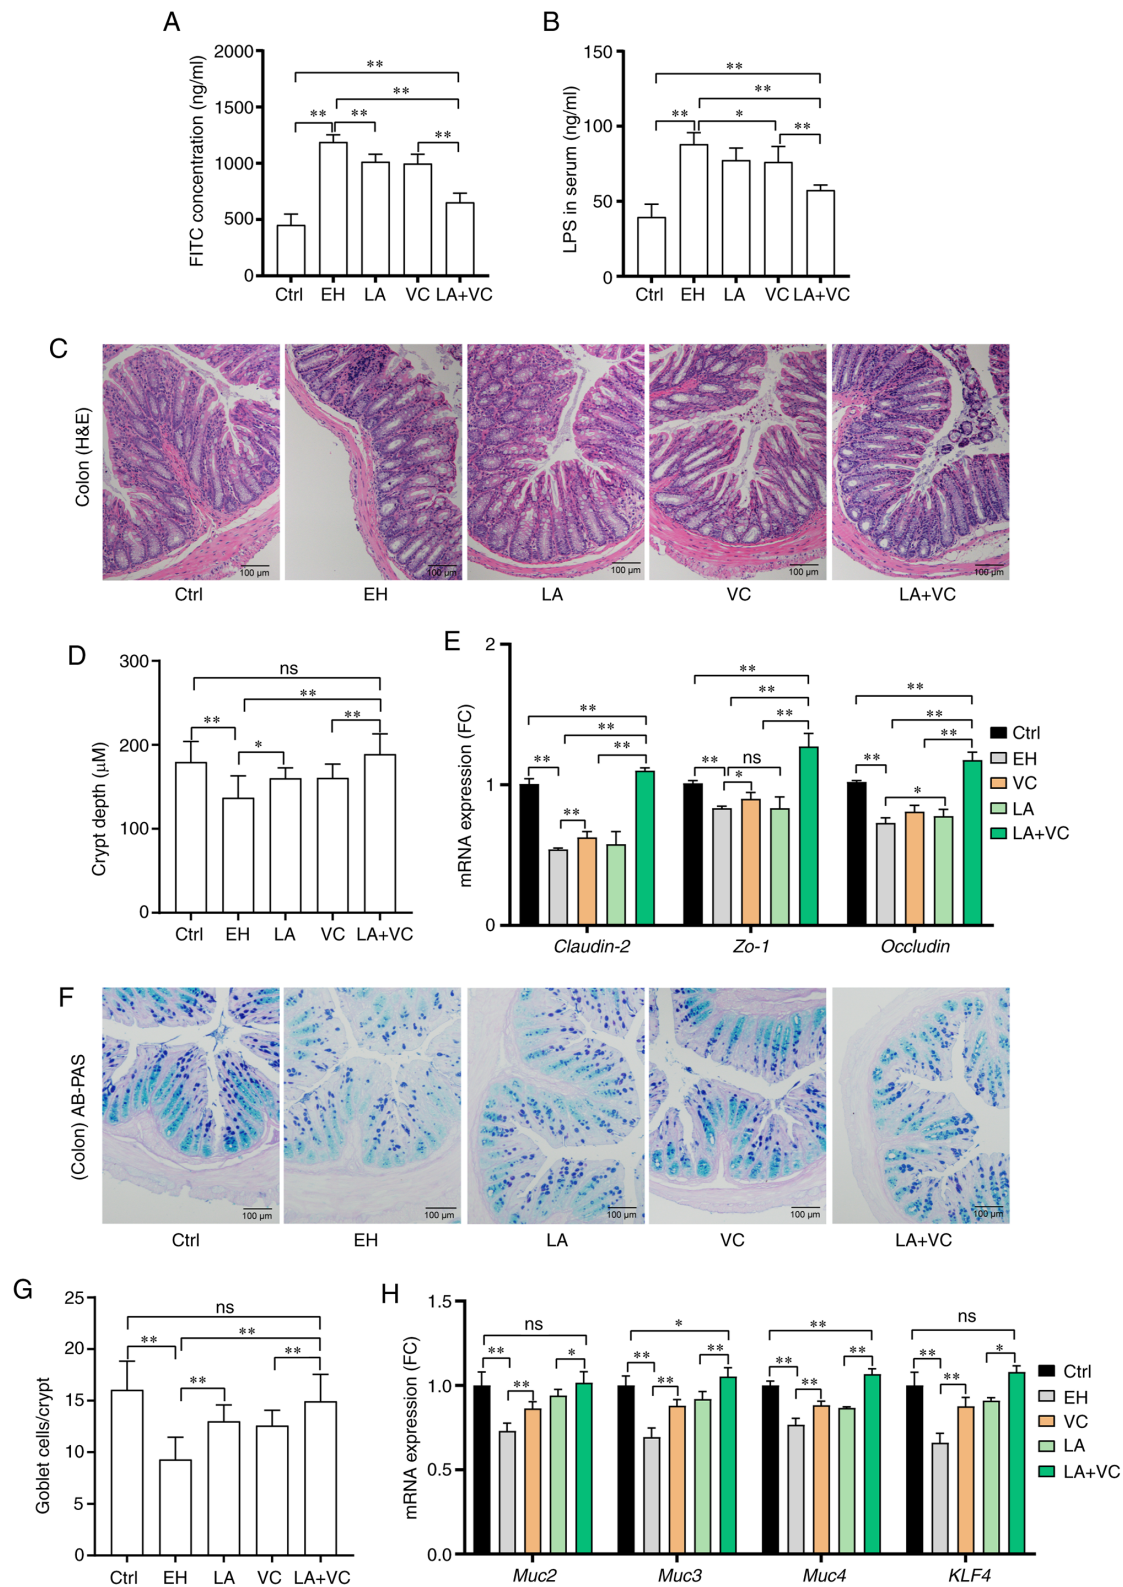 A
B
2000
1500
1000
500
0
FITC concentration (ng/ml)
**
**
** **
**
Ctrl EH LA VC LA+VC
150
100
50
0
LPS in serum (ng/ml)
**
**
** *
**
Ctrl EH LA VC LA+VC
C
Colon (H&E)
100 µm 100 µm 100 µm 100 µm 100 µm
Ctrl EH LA VC LA+VC
D
300
200
100
0
Crypt depth (µM)
ns
**
** **
*
Ctrl EH LA VC LA+VC
E
2
1
0
mRNA expression (FC)
** ** **
** ** **
** ** **
** ** ns **
** * *
Claudin-2 Zo-1 Occludin
Ctrl
EH
VC
LA
LA+VC
F
(Colon) AB-PAS
100 µm 100 µm 100 µm 100 µm 100 µm
Ctrl EH LA VC LA+VC
G
25
20
15
10
5
0
Goblet cells/crypt
ns
** **
**
**
Ctrl EH LA VC LA+VC
H
1.5
1.0
0.5
0.0
mRNA expression (FC)
ns * ** ns
** * ** ** ** ** ** *
** ** ** **
Muc2 Muc3 Muc4 KLF4
Ctrl
EH
VC
LA
LA+VC